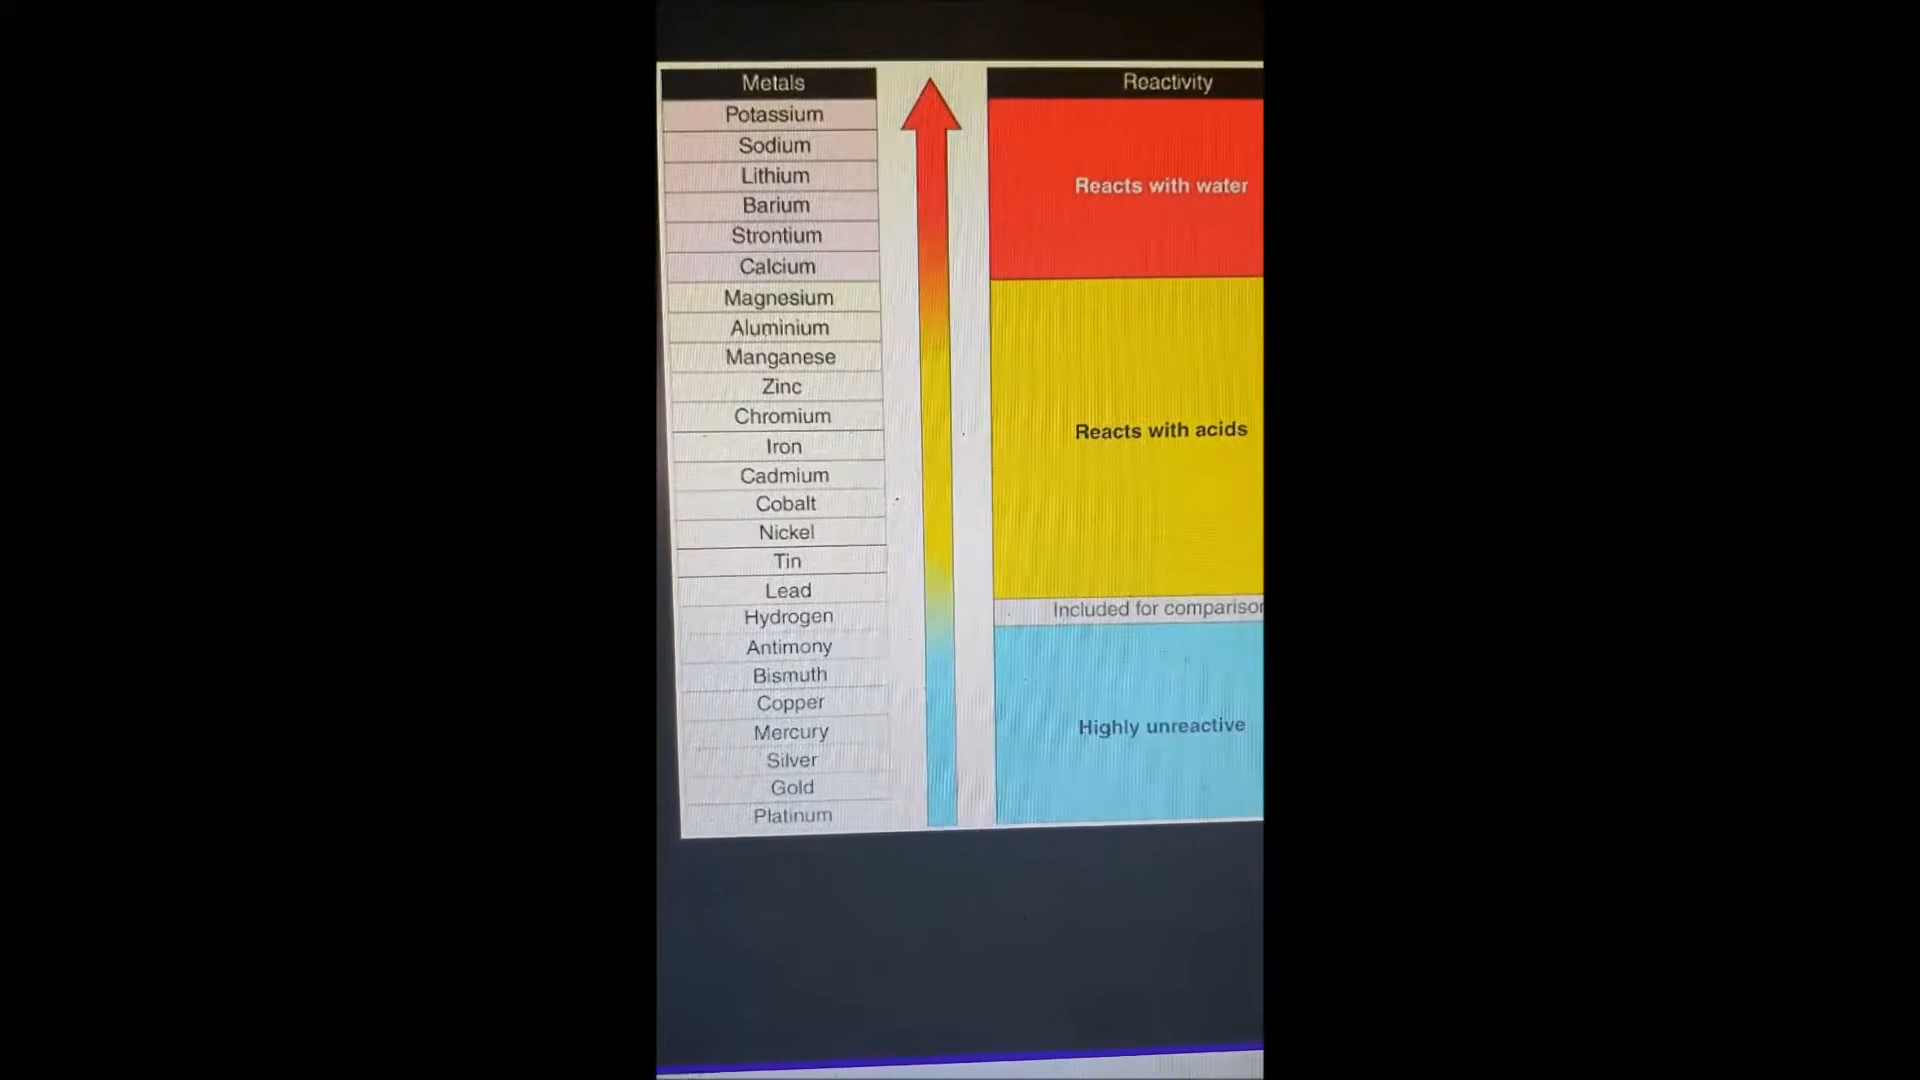 Metals
Reactivity
Potassium
Sodium
Lithium
Barium
Strontium
Calcium
Reacts with water
Magnesium
Aluminium
Manganese
Zinc
Chromium
Iron
Cadmium
Cobalt
Nickel
Tin
Lead
Reacts with acids
Hydrogen
Included for comparison
Antimony
Bismuth
Copper
Mercury
Silver
Gold
Platinum
Highly unreactive